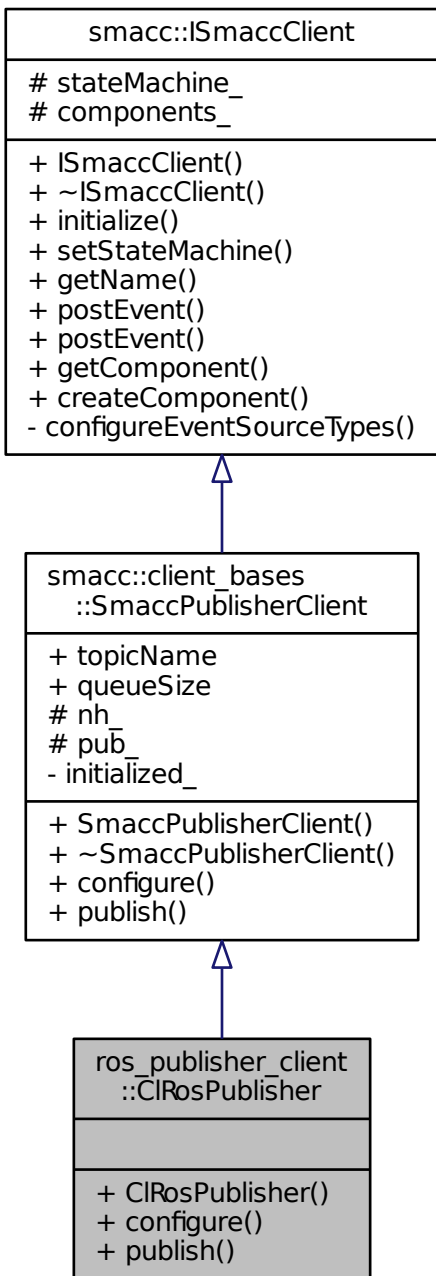 smacc::ISmaccClient
# stateMachine_
# components_
+ ISmaccClient()
+ ~ISmaccClient()
+ initialize()
+ setStateMachine()
+ getName()
+ postEvent()
+ postEvent()
+ getComponent()
+ createComponent()
- configureEventSourceTypes()
smacc::client_bases
::SmaccPublisherClient
+ topicName
+ queueSize
# nh_
# pub_
- initialized_
+ SmaccPublisherClient()
+ ~SmaccPublisherClient()
+ configure()
+ publish()
ros_publisher_client
::ClRosPublisher
+ ClRosPublisher()
+ configure()
+ publish()